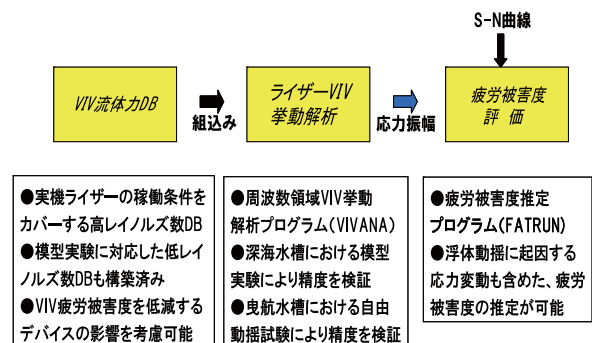 S-N曲線
VIV流体力DB
組込み
ライザーVIV
挙動解析
応力振幅
疲労被害度
評 価
●実機ライザーの稼働条件を
カバーする高レイノルズ数DB
●模型実験に対応した低レイ
ノルズ数DBも構築済み
●VIV疲労被害度を低減する
デバイスの影響を考慮可能
●周波数領域VIV挙動
解析プログラム(VIVANA)
●深海水槽における模型
実験により精度を検証
●曳航水槽における自由
動揺試験により精度を検証
●疲労被害度推定
プログラム(FATRUN)
●浮体動揺に起因する
応力変動も含めた、疲労
被害度の推定が可能